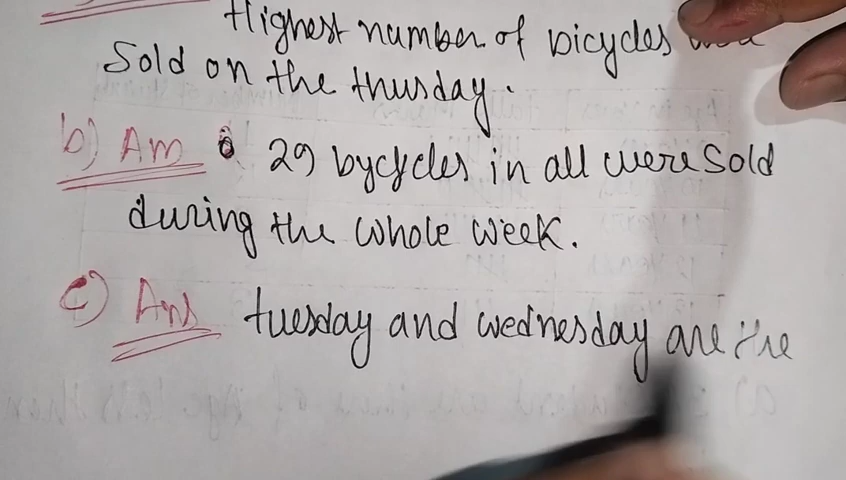 Highest number of bicycles
Sold on the thusday.
b) Ans 29 bycycles in all were sold
during the whole week.
c) Ans tuesday and wednesday are the